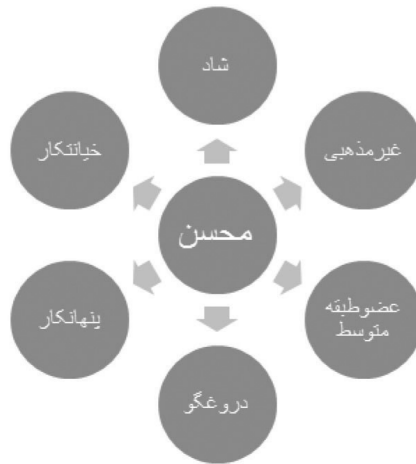 شاد
غیرمذهبی
خیانتکار
محسن
عضوطبقه
متوسط
پنهانکار
دروغگو